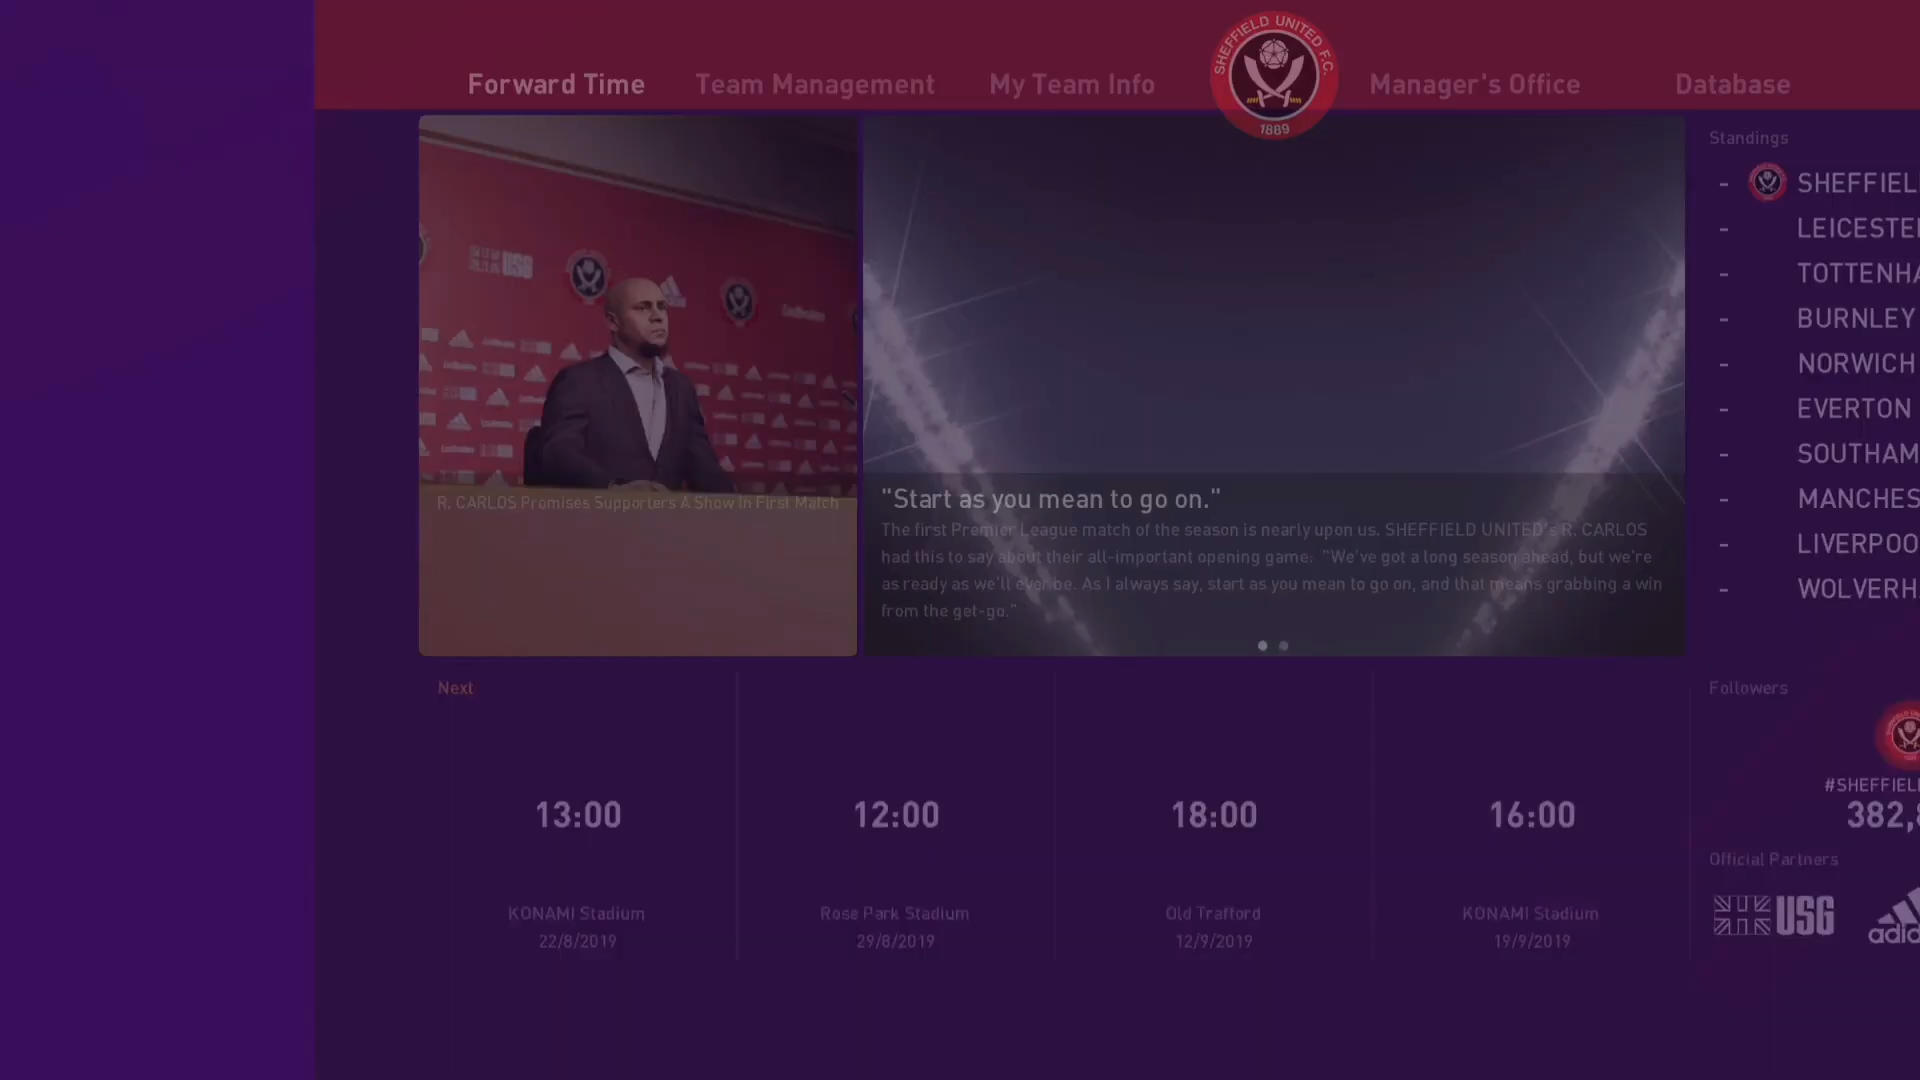 Forward Time
Team Management
My Team Info
SHEFFIELD UNITED F.C.
1889
Manager's Office
Database
USG
R. CARLOS Promises Supporters A Show In First Match
"Start as you mean to go on."
The first Premier League match of the season is nearly upon us. SHEFFIELD UNITED's R. CARLOS
had this to say about their all-important opening game: "We've got a long season ahead, but we're
as ready as we'll ever be. As I always say, start as you mean to go on, and that means grabbing a win
from the get-go."
Standings
- SHEFFIEL
- LEICESTE
- TOTTENHA
- BURNLEY
- NORWICH
- EVERTON
- SOUTHAM
- MANCHES
- LIVERPOO
- WOLVERH
Next
13:00
KONAMI Stadium
22/8/2019
12:00
Rose Park Stadium
29/8/2019
18:00
Old Trafford
12/9/2019
16:00
KONAMI Stadium
19/9/2019
Followers
#SHEFFIEL
382,8
Official Partners
USG
adid